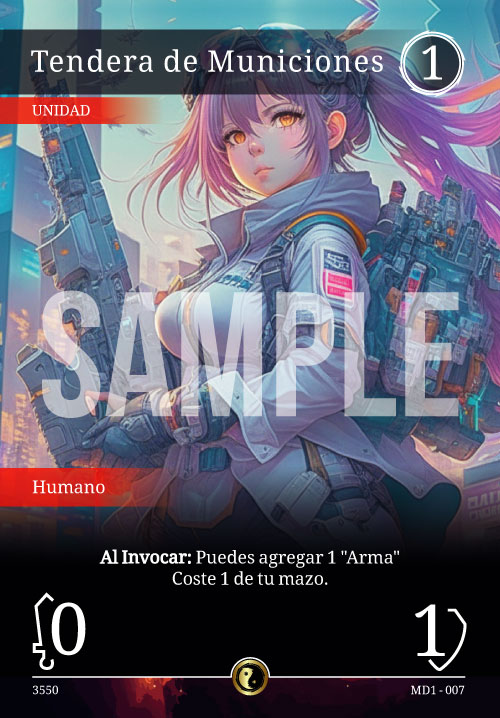 Tendera de Municiones 1
UNIDAD
SAMPLE
Humano
Al Invocar: Puedes agregar 1 "Arma"
Coste 1 de tu mazo.
0 1
3550 MD1 - 007